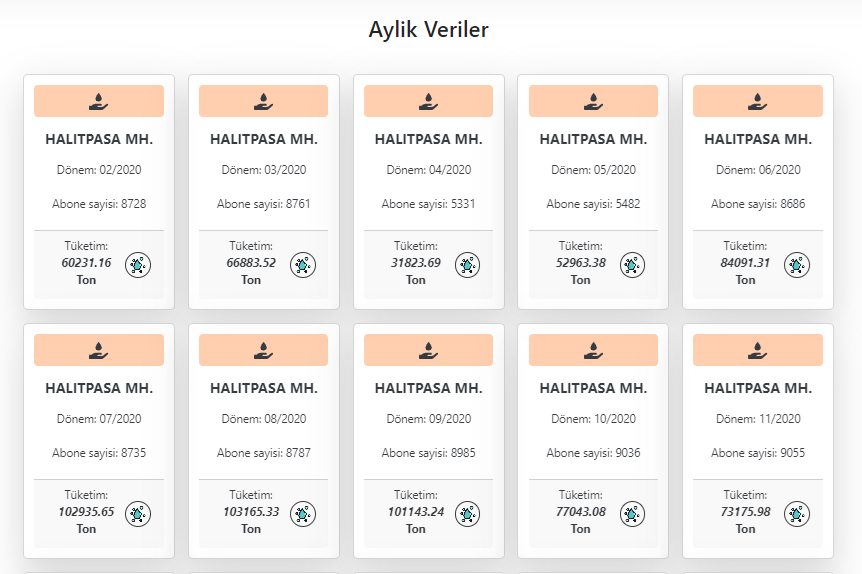 Aylik Veriler
HALITPASA MH.
Dönem: 02/2020
Abone sayisi: 8728
Tüketim:
60231.16
Ton
HALITPASA MH.
Dönem: 03/2020
Abone sayisi: 8761
Tüketim:
66883.52
Ton
HALITPASA MH.
Dönem: 04/2020
Abone sayisi: 5331
Tüketim:
31823.69
Ton
HALITPASA MH.
Dönem: 05/2020
Abone sayisi: 5482
Tüketim:
52963.38
Ton
HALITPASA MH.
Dönem: 06/2020
Abone sayisi: 8686
Tüketim:
84091.31
Ton
HALITPASA MH.
Dönem: 07/2020
Abone sayisi: 8735
Tüketim:
102935.65
Ton
HALITPASA MH.
Dönem: 08/2020
Abone sayisi: 8787
Tüketim:
103165.33
Ton
HALITPASA MH.
Dönem: 09/2020
Abone sayisi: 8985
Tüketim:
101143.24
Ton
HALITPASA MH.
Dönem: 10/2020
Abone sayisi: 9036
Tüketim:
77043.08
Ton
HALITPASA MH.
Dönem: 11/2020
Abone sayisi: 9055
Tüketim:
73175.98
Ton